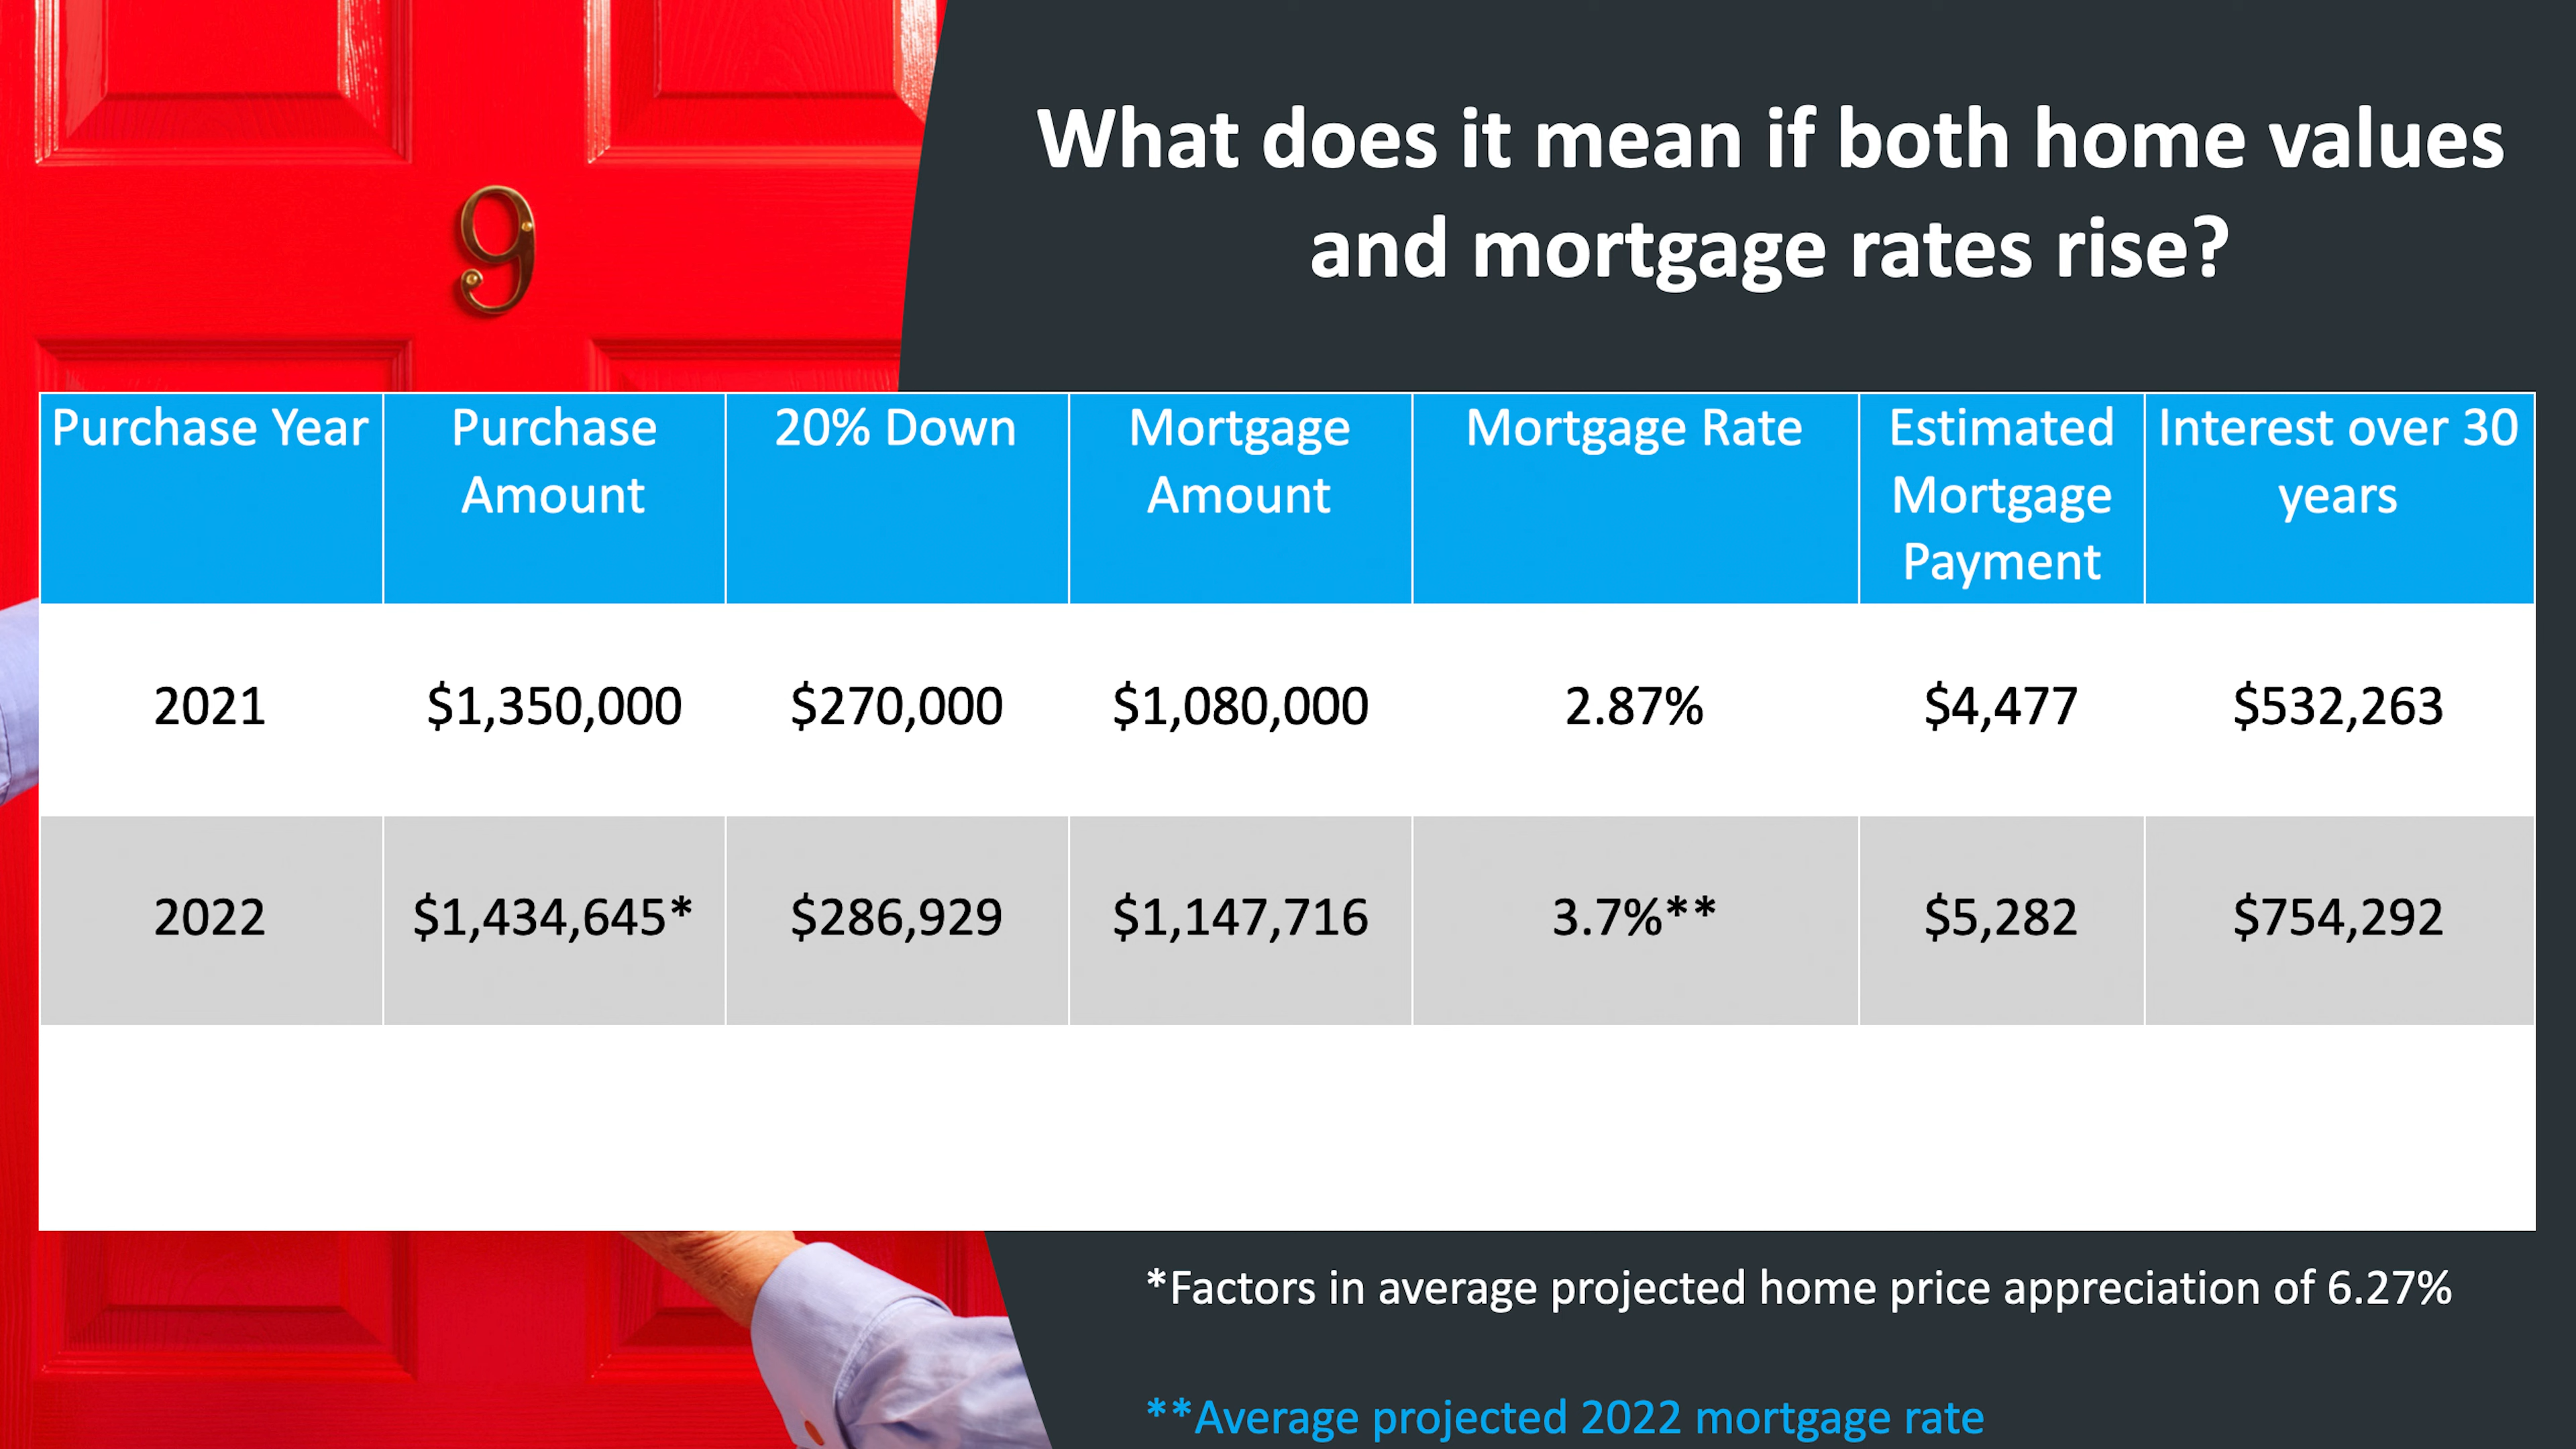 9
What does it mean if both home values
and mortgage rates rise?
Purchase Year
Purchase
Amount
20% Down
Mortgage
Amount
Mortgage Rate
Estimated
Mortgage
Payment
Interest over 30
years
2021
$1,350,000
$270,000
$1,080,000
2.87%
$4,477
$532,263
2022
$1,434,645*
$286,929
$1,147,716
3.7%**
$5,282
$754,292
*Factors in average projected home price appreciation of 6.27%
**Average projected 2022 mortgage rate